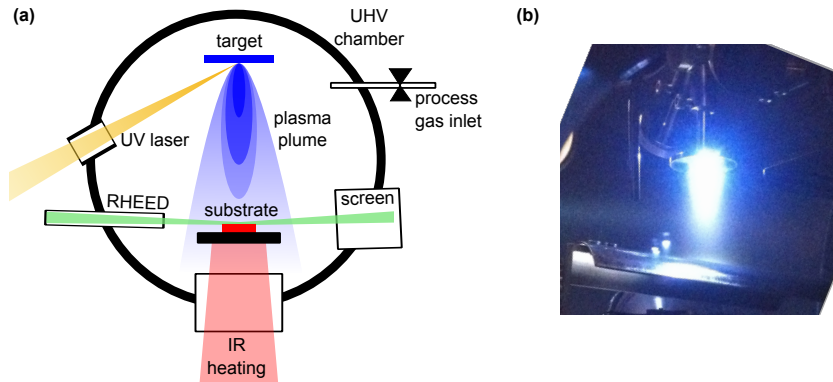 (a)
target
UHV
chamber
process
gas inlet
plasma
plume
UV laser
RHEED
substrate
screen
IR
heating
(b)